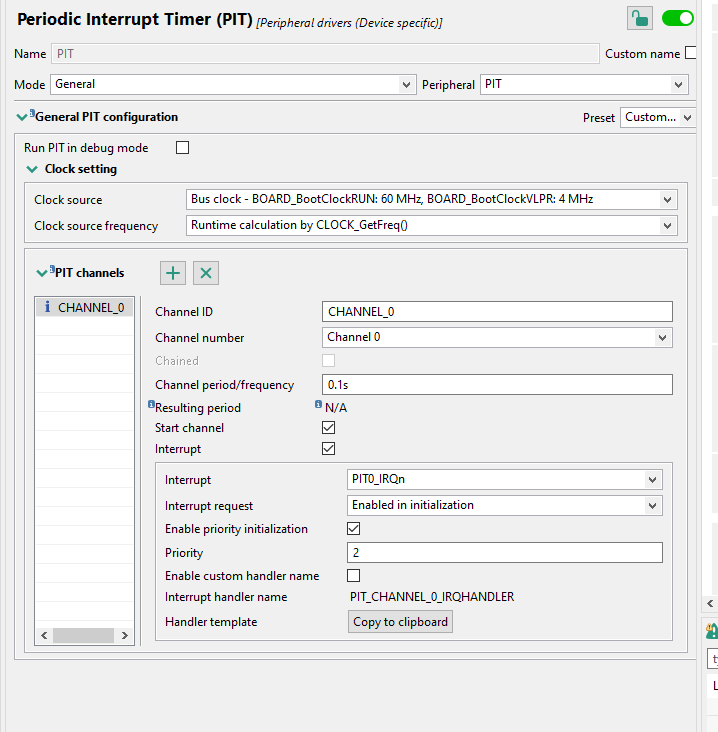 Periodic Interrupt Timer (PIT) [Peripheral drivers (Device specific)]
Name PIT Custom name
Mode General Peripheral PIT
General PIT configuration Preset Custom...
Run PIT in debug mode
Clock setting
Clock source Bus clock - BOARD_BootClockRUN: 60 MHz, BOARD_BootClockVLPR: 4 MHz
Clock source frequency Runtime calculation by CLOCK_GetFreq()
PIT channels
CHANNEL_0
Channel ID CHANNEL_0
Channel number Channel 0
Chained
Channel period/frequency 0.1s
Resulting period N/A
Start channel
Interrupt
Interrupt PIT0_IRQn
Interrupt request Enabled in initialization
Enable priority initialization
Priority 2
Enable custom handler name
Interrupt handler name PIT_CHANNEL_0_IRQHANDLER
Handler template Copy to clipboard